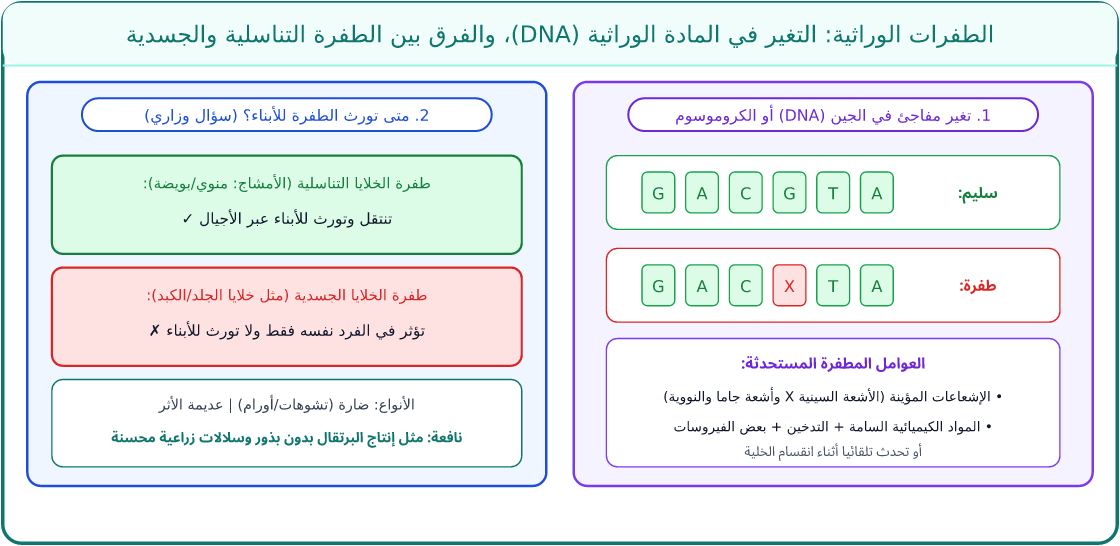 الطفرات الوراثية: التغير في المادة الوراثية (DNA)، والفرق بين الطفرة التناسلية والجسدية
1. تغير مفاجئ في الجين (DNA) أو الكروموسوم
سليم:
G A C G T A
طفرة:
G A C X T A
العوامل المطفرة المستحدثة:
• الإشعاعات المؤينة (الأشعة السينية X وأشعة جاما والنووية)
• المواد الكيميائية السامة + التدخين + بعض الفيروسات
أو تحدث تلقائيا أثناء انقسام الخلية
2. متى تورث الطفرة للأبناء؟ (سؤال وزاري)
طفرة الخلايا التناسلية (الأمشاج: منوي/بويضة):
تنتقل وتورث للأبناء عبر الأجيال ✓
طفرة الخلايا الجسدية (مثل خلايا الجلد/الكبد):
تؤثر في الفرد نفسه فقط ولا تورث للأبناء ✗
الأنواع: ضارة (تشوهات/أورام) | عديمة الأثر
نافعة: مثل إنتاج البرتقال بدون بذور وسلالات زراعية محسنة